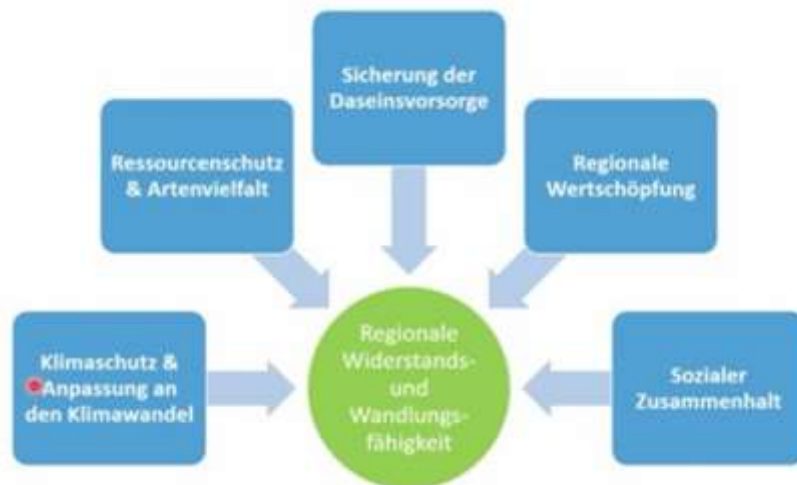 Sicherung der
Daseinsvorsorge
Ressourcenschutz
& Artenvielfalt
Regionale
Wertschöpfung
Klimaschutz &
Anpassung an
den Klimawandel
Regionale
Widerstands-
und
Wandlungs-
fähigkeit
Sozialer
Zusammenhalt